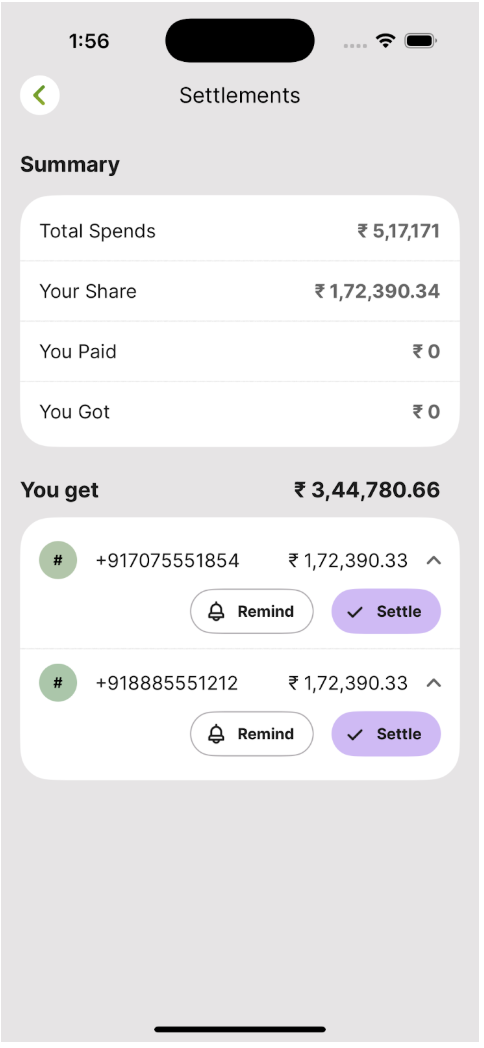 1:56
Settlements
Summary
Total Spends ₹ 5,17,171
Your Share ₹ 1,72,390.34
You Paid ₹ 0
You Got ₹ 0
You get ₹ 3,44,780.66
# +917075551854 ₹ 1,72,390.33
Remind Settle
# +918885551212 ₹ 1,72,390.33
Remind Settle